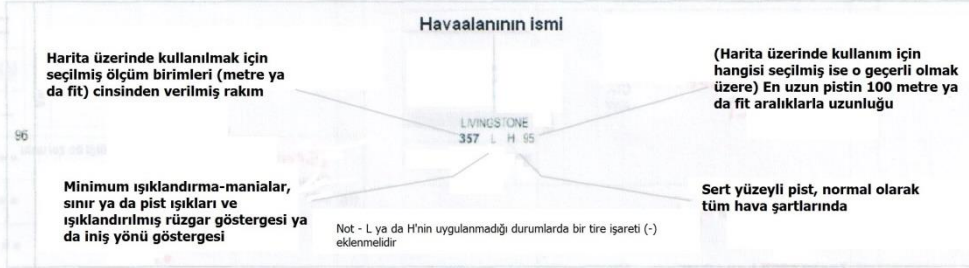 Havaalanının ismi
Harita üzerinde kullanılmak için
seçilmiş ölçüm birimleri (metre ya
da fit) cinsinden verilmiş rakım
(Harita üzerinde kullanım için
hangisi seçilmiş ise o geçerli olmak
üzere) En uzun pistin 100 metre ya
da fit aralıklarla uzunluğu
96
LIVINGSTONE
357 L H 95
Minimum ışıklandırma-manialar,
sınır ya da pist ışıkları ve
ışıklandırılmış rüzgar göstergesi ya
da iniş yönü göstergesi
Sert yüzeyli pist, normal olarak
tüm hava şartlarında
Not - L ya da H'nin uygulanmadığı durumlarda bir tire işareti (-)
eklenmelidir